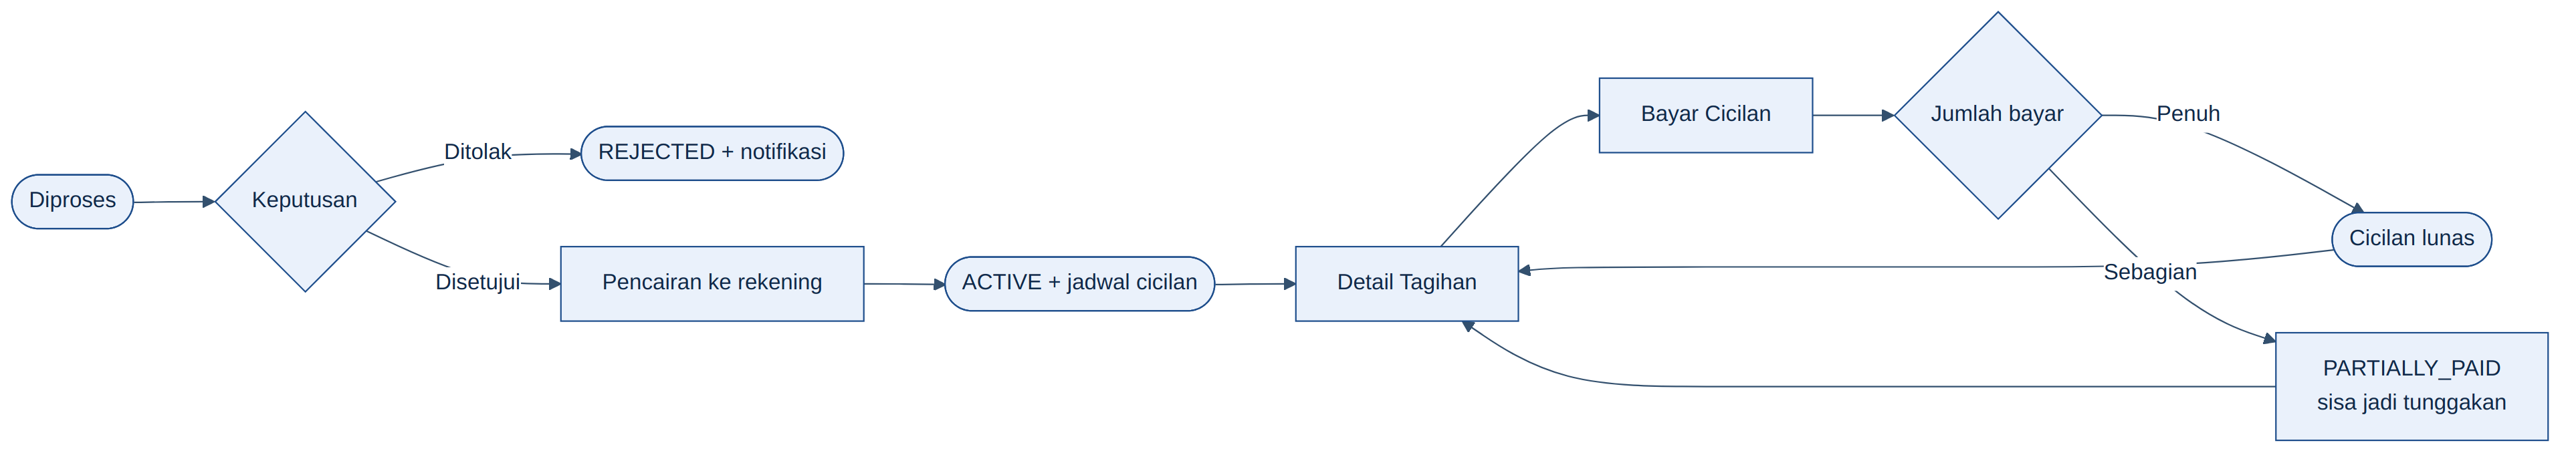 Diproses
Keputusan
Ditolak
REJECTED + notifikasi
Disetujui
Pencairan ke rekening
ACTIVE + jadwal cicilan
Detail Tagihan
Bayar Cicilan
Jumlah bayar
Penuh
Cicilan lunas
Sebagian
PARTIALLY_PAID
sisa jadi tunggakan